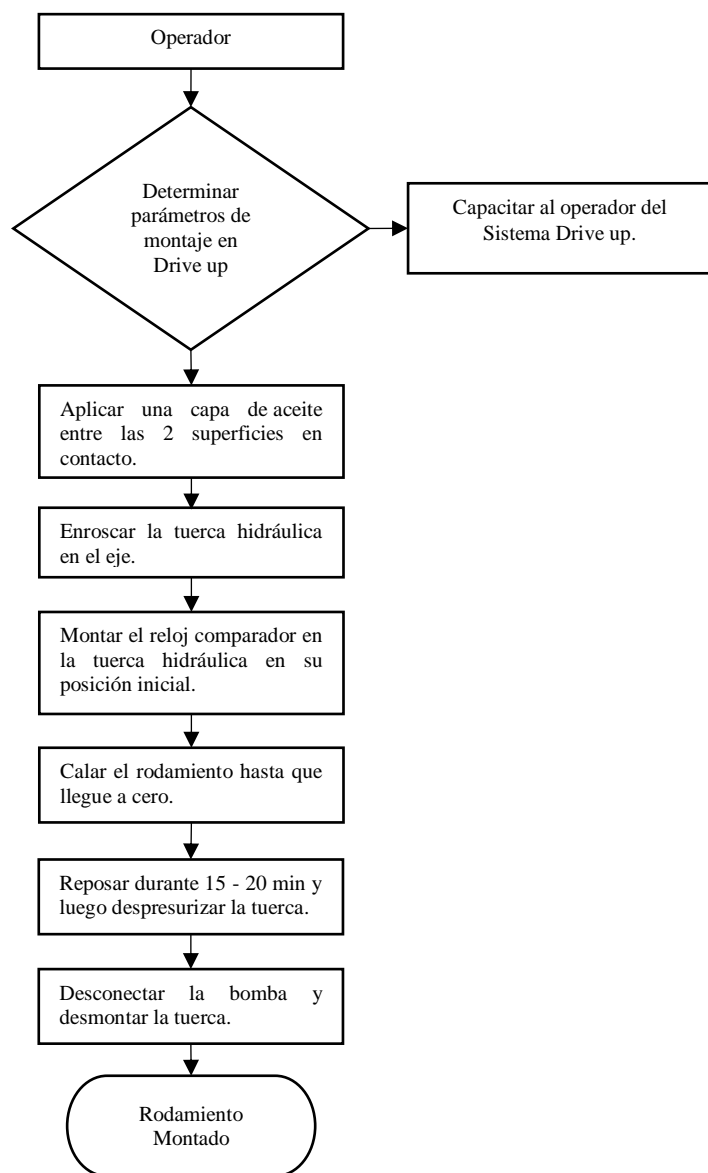 Operador
Determinar
parámetros de
montaje en
Drive up
Capacitar al operador del
Sistema Drive up.
Aplicar una capa de aceite
entre las 2 superficies en
contacto.
Enroscar la tuerca hidráulica
en el eje.
Montar el reloj comparador en
la tuerca hidráulica en su
posición inicial.
Calar el rodamiento hasta que
llegue a cero.
Reposar durante 15 - 20 min y
luego despresurizar la tuerca.
Desconectar la bomba y
desmontar la tuerca.
Rodamiento
Montado